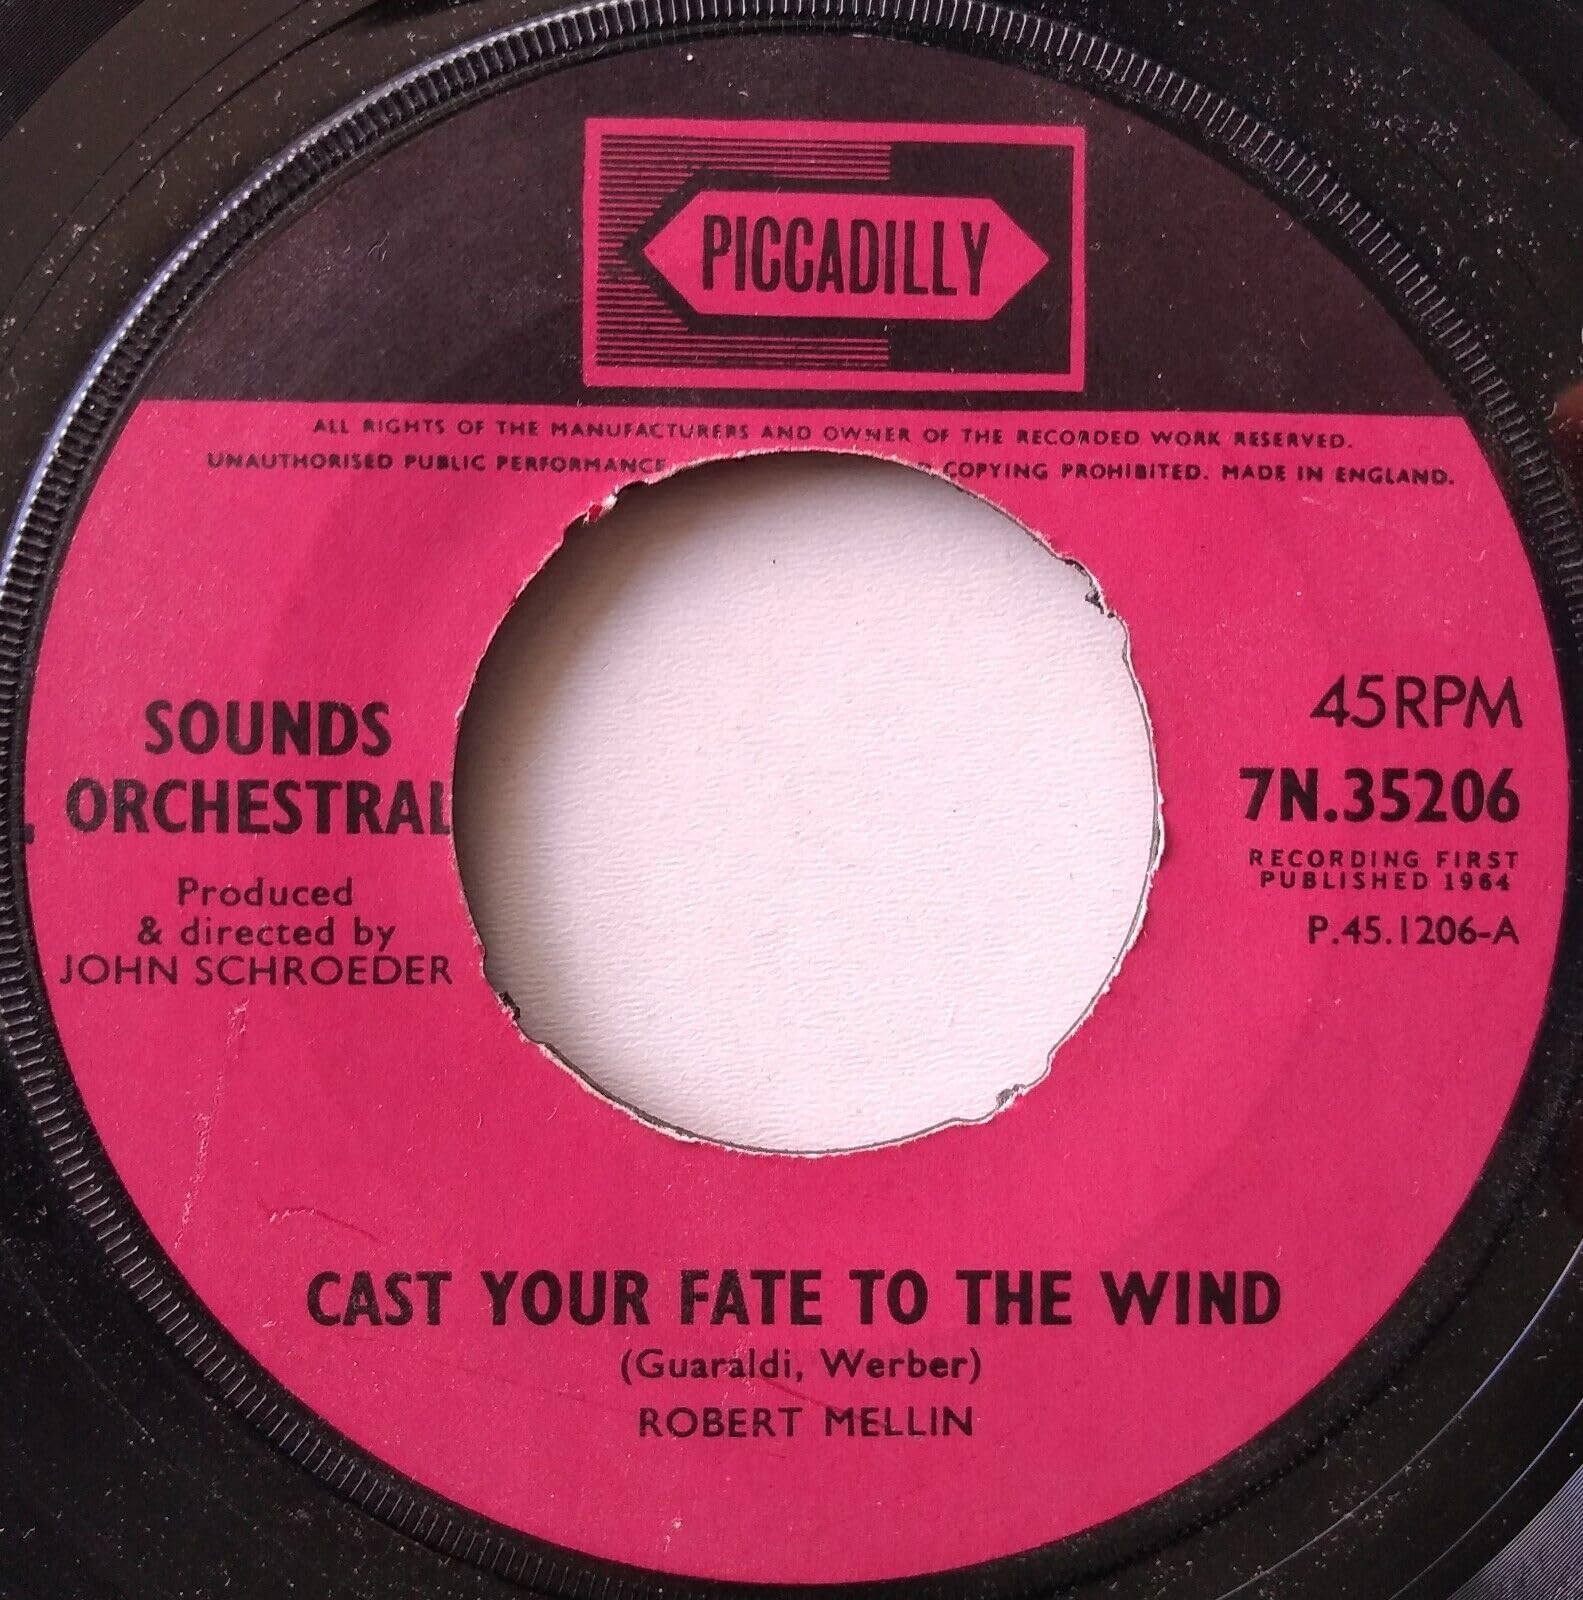 PICCADILLY
ALL RIGHTS OF THE MANUFACTURERS AND OWNER OF THE RECORDED WORK RESERVED.
UNAUTHORISED PUBLIC PERFORMANCE COPYING PROHIBITED. MADE IN ENGLAND.
SOUNDS
ORCHESTRAL
Produced
& directed by
JOHN SCHROEDER
45RPM
7N.35206
RECORDING FIRST
PUBLISHED 1964
P.45.1206-A
CAST YOUR FATE TO THE WIND
(Guaraldi, Werber)
ROBERT MELLIN